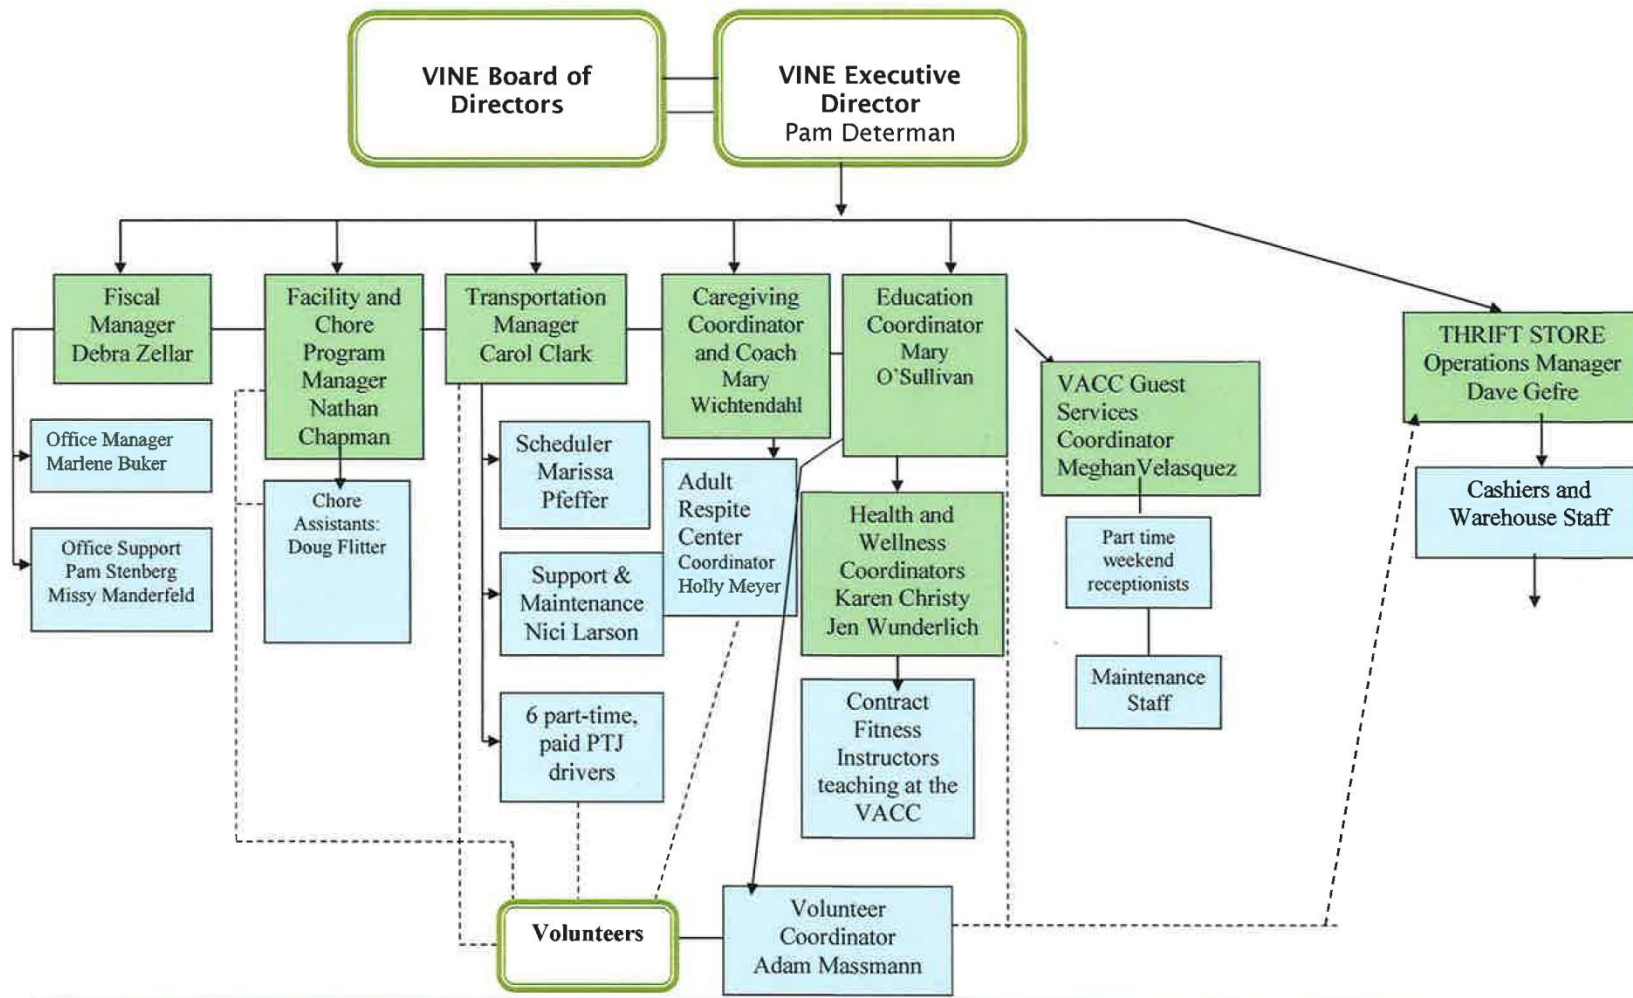 VINE Board of
Directors
VINE Executive
Director
Pam Determan
Fiscal
Manager
Debra Zellar
Facility and
Chore
Program
Manager
Nathan
Chapman
Transportation
Manager
Carol Clark
Caregiving
Coordinator
and Coach
Mary
Wichtendahl
Education
Coordinator
Mary
O'Sullivan
VACC Guest
Services
Coordinator
MeghanVelasquez
THRIFT STORE
Operations Manager
Dave Gefre
Office Manager
Marlene Buker
Office Support
Pam Stenberg
Missy Manderfeld
Chore
Assistants:
Doug Flitter
Scheduler
Marissa
Pfeffer
Support &
Maintenance
Nici Larson
6 part-time,
paid PTJ
drivers
Adult
Respite
Center
Coordinator
Holly Meyer
Health and
Wellness
Coordinators
Karen Christy
Jen Wunderlich
Contract
Fitness
Instructors
teaching at the
VACC
Part time
weekend
receptionists
Maintenance
Staff
Cashiers and
Warehouse Staff
Volunteers
Volunteer
Coordinator
Adam Massmann